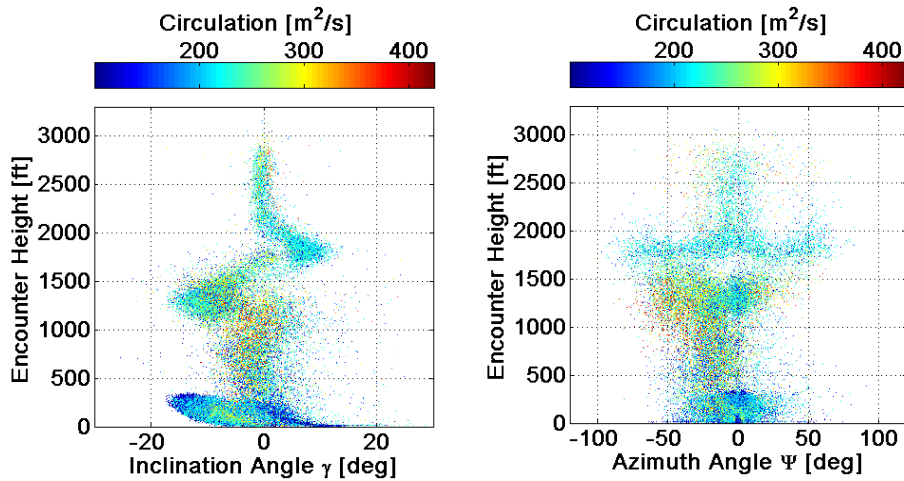 Circulation [m²/s]
200 300 400
Encounter Height [ft]
3000
2500
2000
1500
1000
500
0
-20 0 20
Inclination Angle γ [deg]
Circulation [m²/s]
200 300 400
Encounter Height [ft]
3000
2500
2000
1500
1000
500
0
-100 -50 0 50 100
Azimuth Angle Ψ [deg]